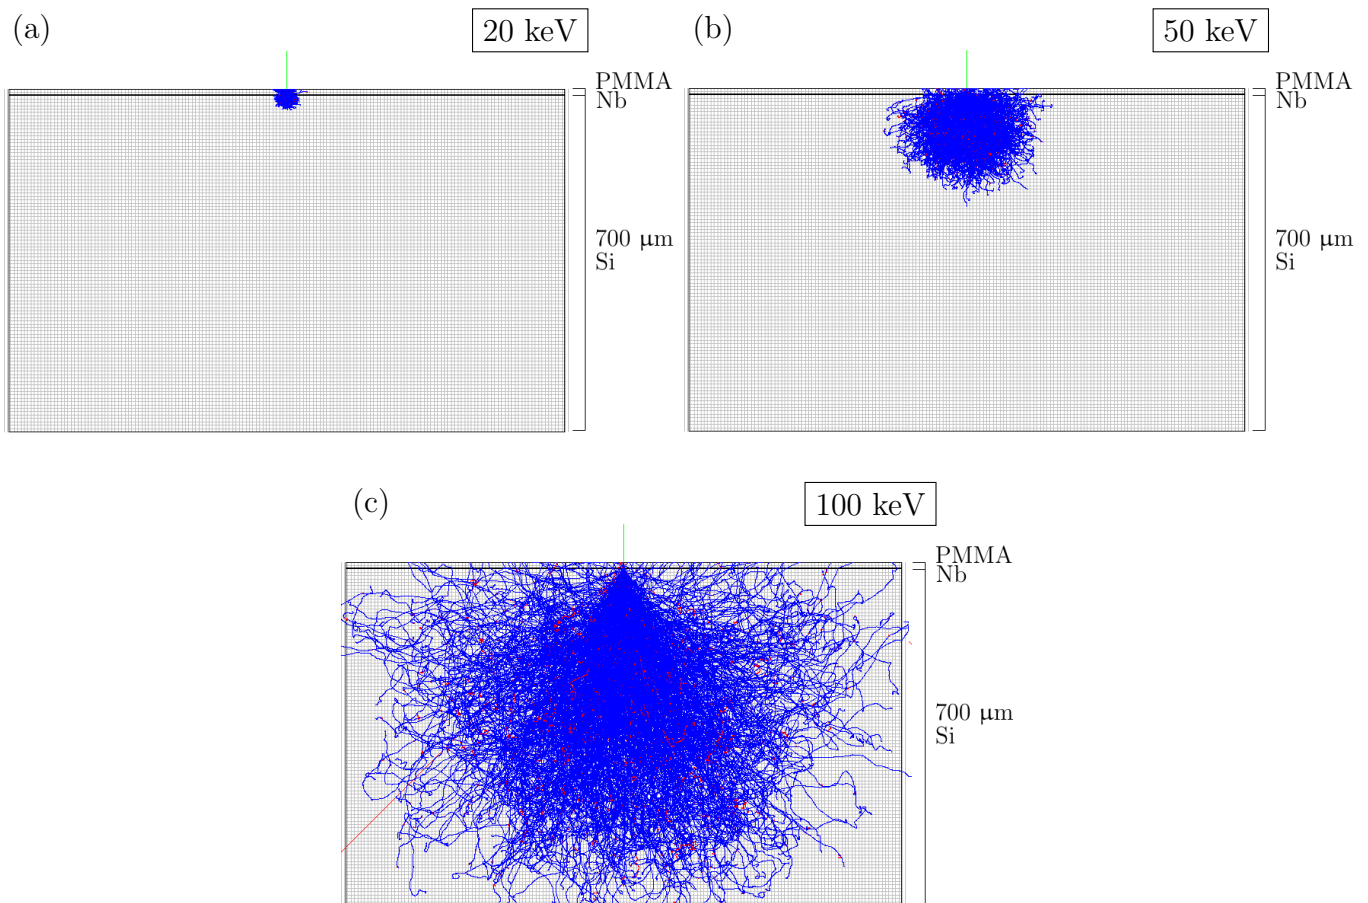 (a)
20 keV
PMMA
Nb
700 μm
Si
(b)
50 keV
PMMA
Nb
700 μm
Si
(c)
100 keV
PMMA
Nb
700 μm
Si